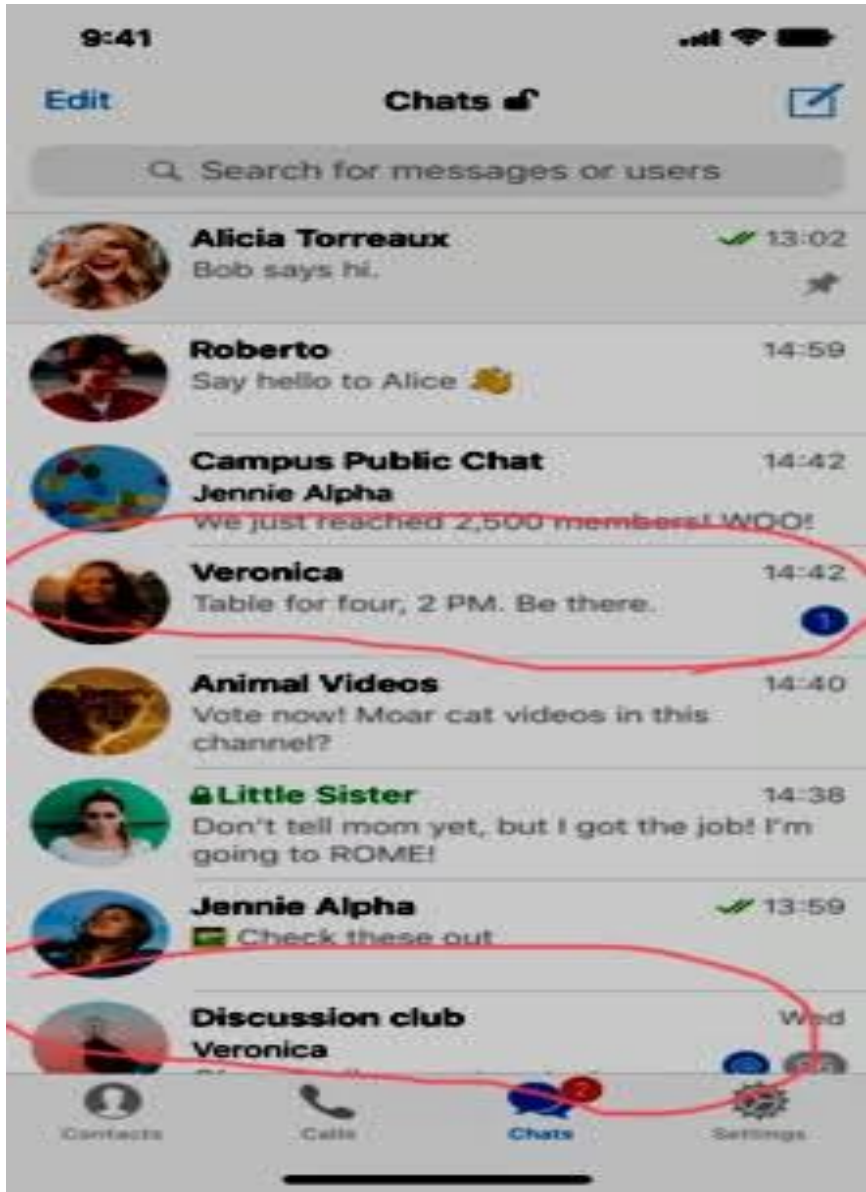 9:41
Edit
Chats
Search for messages or users
Alicia Torreaux
13:02
Bob says hi.
Roberto
14:59
Say hello to Alice 👋
Campus Public Chat
14:42
Jennie Alpha
We just reached 2,500 members! WOO!
Veronica
14:42
Table for four, 2 PM. Be there.
1
Animal Videos
14:40
Vote now! Moar cat videos in this
channel?
Little Sister
14:38
Don't tell mom yet, but I got the job! I'm
going to ROME!
Jennie Alpha
13:59
Check these out
Discussion club
Wed
Veronica
2
Contacts
Calls
Chats
Settings